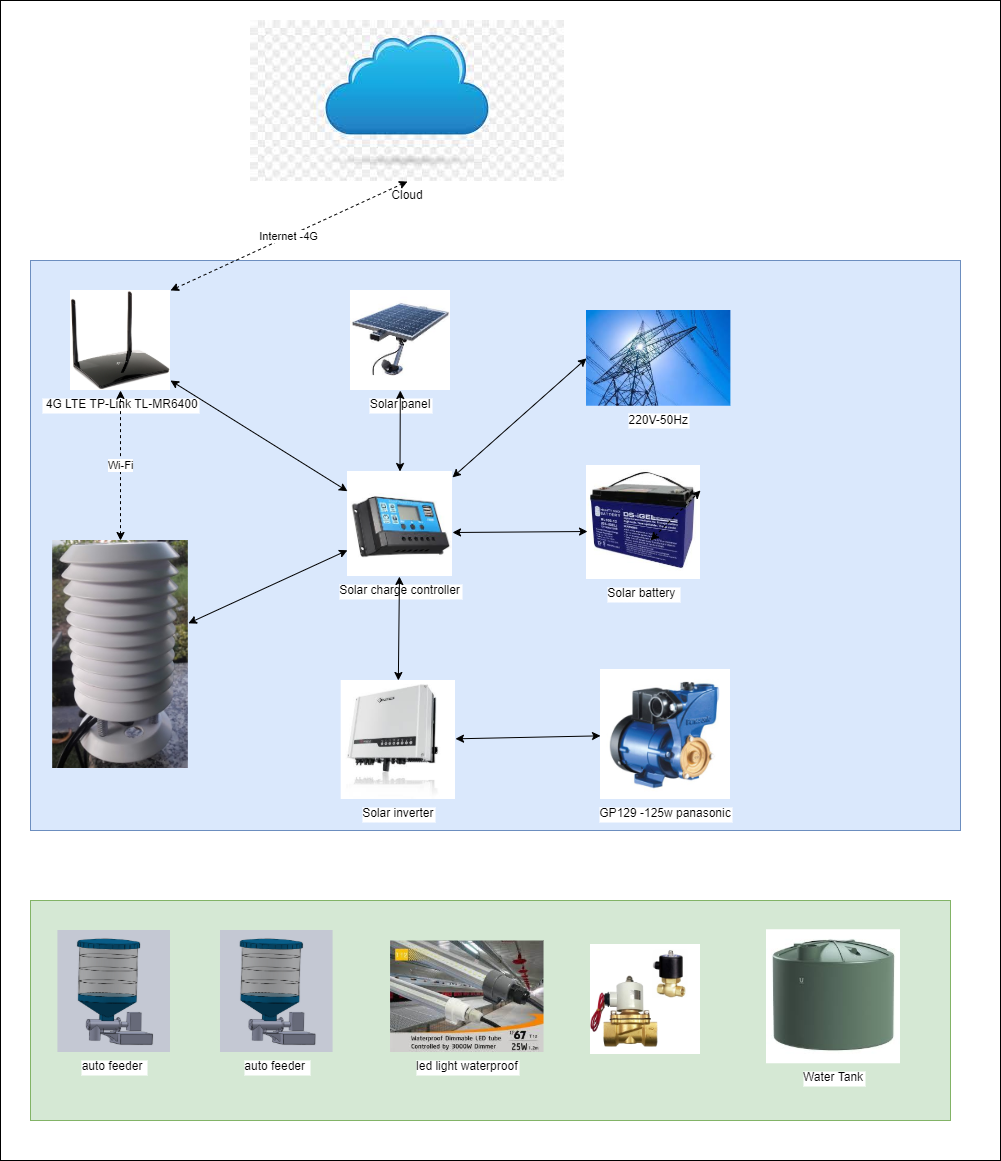 Cloud
Internet -4G
4G LTE TP-Link TL-MR6400
Solar panel
220V-50Hz
Wi-Fi
Solar charge controller
Solar battery
Solar inverter
GP129 -125w panasonic
auto feeder
auto feeder
Waterproof Dimmable LED tube
Controlled by 3000W Dimmer
67
25W
led light waterproof
Water Tank